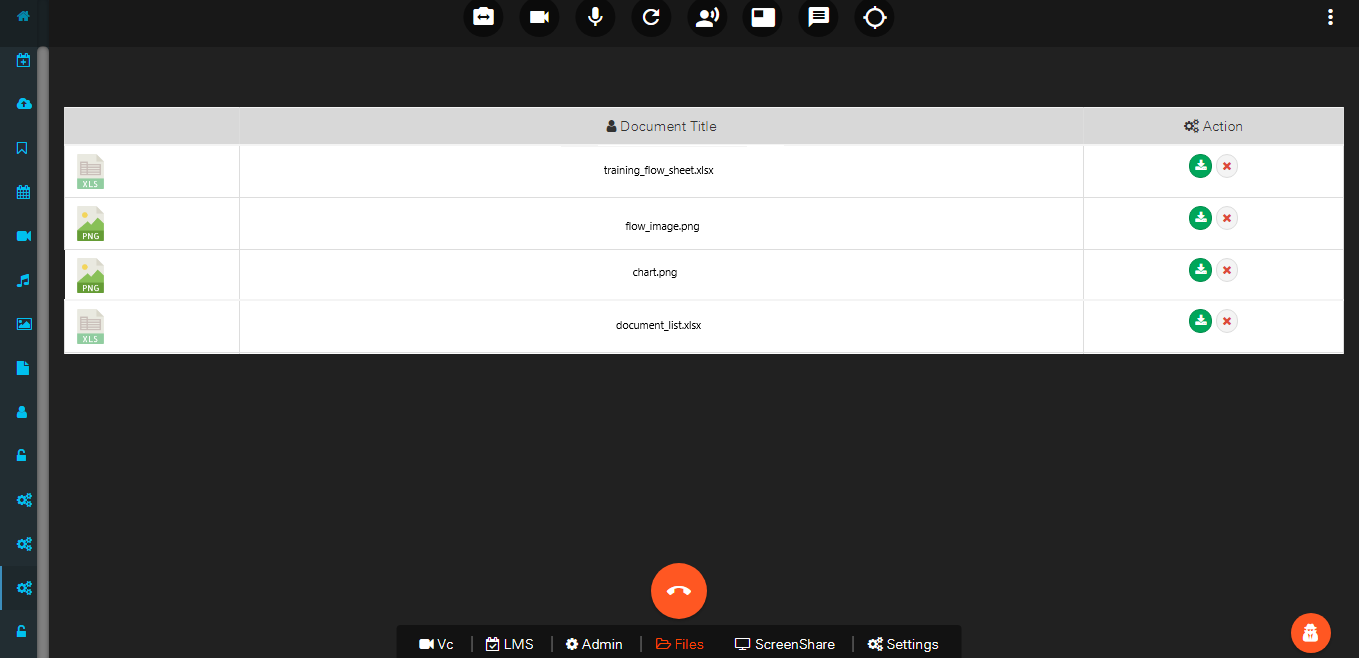 Document Title Action
XLS training_flow_sheet.xlsx
PNG flow_image.png
PNG chart.png
XLS document_list.xlsx
Vc LMS Admin Files ScreenShare Settings